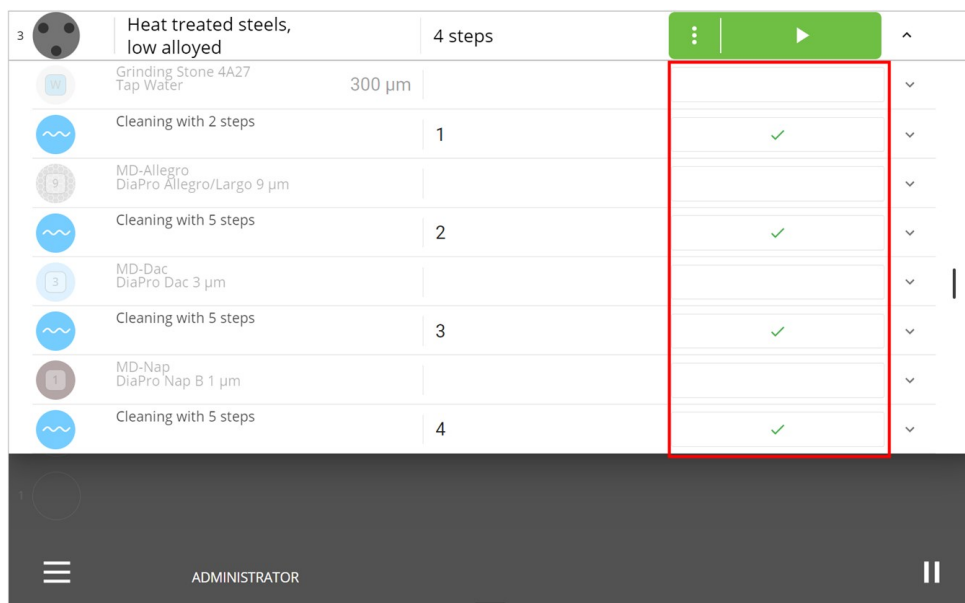 3
Heat treated steels,
low alloyed
4 steps
W
Grinding Stone 4A27
Tap Water
300 µm
Cleaning with 2 steps
1
9
MD-Allegro
DiaPro Allegro/Largo 9 µm
Cleaning with 5 steps
2
3
MD-Dac
DiaPro Dac 3 µm
Cleaning with 5 steps
3
1
MD-Nap
DiaPro Nap B 1 µm
Cleaning with 5 steps
4
1
ADMINISTRATOR